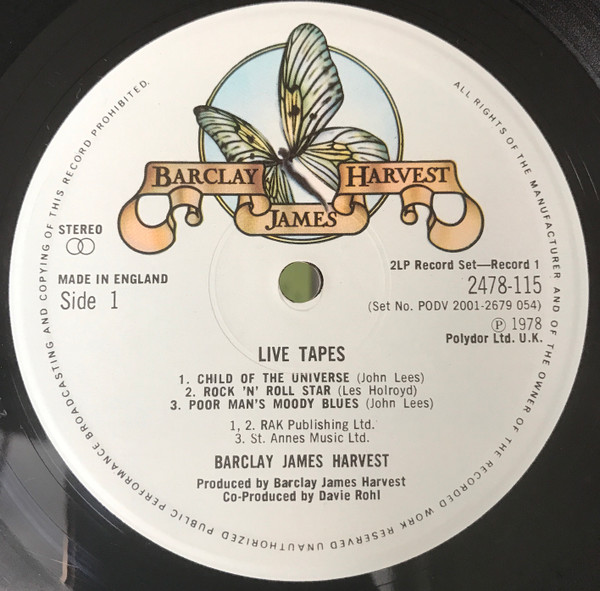 BARCLAY
JAMES
HARVEST
ALL RIGHTS OF THE MANUFACTURER AND OF THE OWNER OF THE RECORDED WORK RESERVED UNAUTHORIZED PUBLIC PERFORMANCE BROADCASTING AND COPYING OF THIS RECORD PROHIBITED.
STEREO
MADE IN ENGLAND
Side 1
2LP Record Set—Record 1
2478-115
(Set No. PODV 2001-2679 054)
Ⓟ 1978
Polydor Ltd. U.K.
LIVE TAPES
1. CHILD OF THE UNIVERSE (John Lees)
2. ROCK 'N' ROLL STAR (Les Holroyd)
3. POOR MAN'S MOODY BLUES (John Lees)
1, 2. RAK Publishing Ltd.
3. St. Annes Music Ltd.
BARCLAY JAMES HARVEST
Produced by Barclay James Harvest
Co-Produced by Davie Rohl